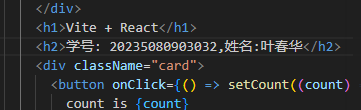 </div>
<h1>Vite + React</h1>
<h2>学号: 20235080903032,姓名:叶春华</h2>
<div className="card">
<button onClick={() => setCount((count)
count is {count}